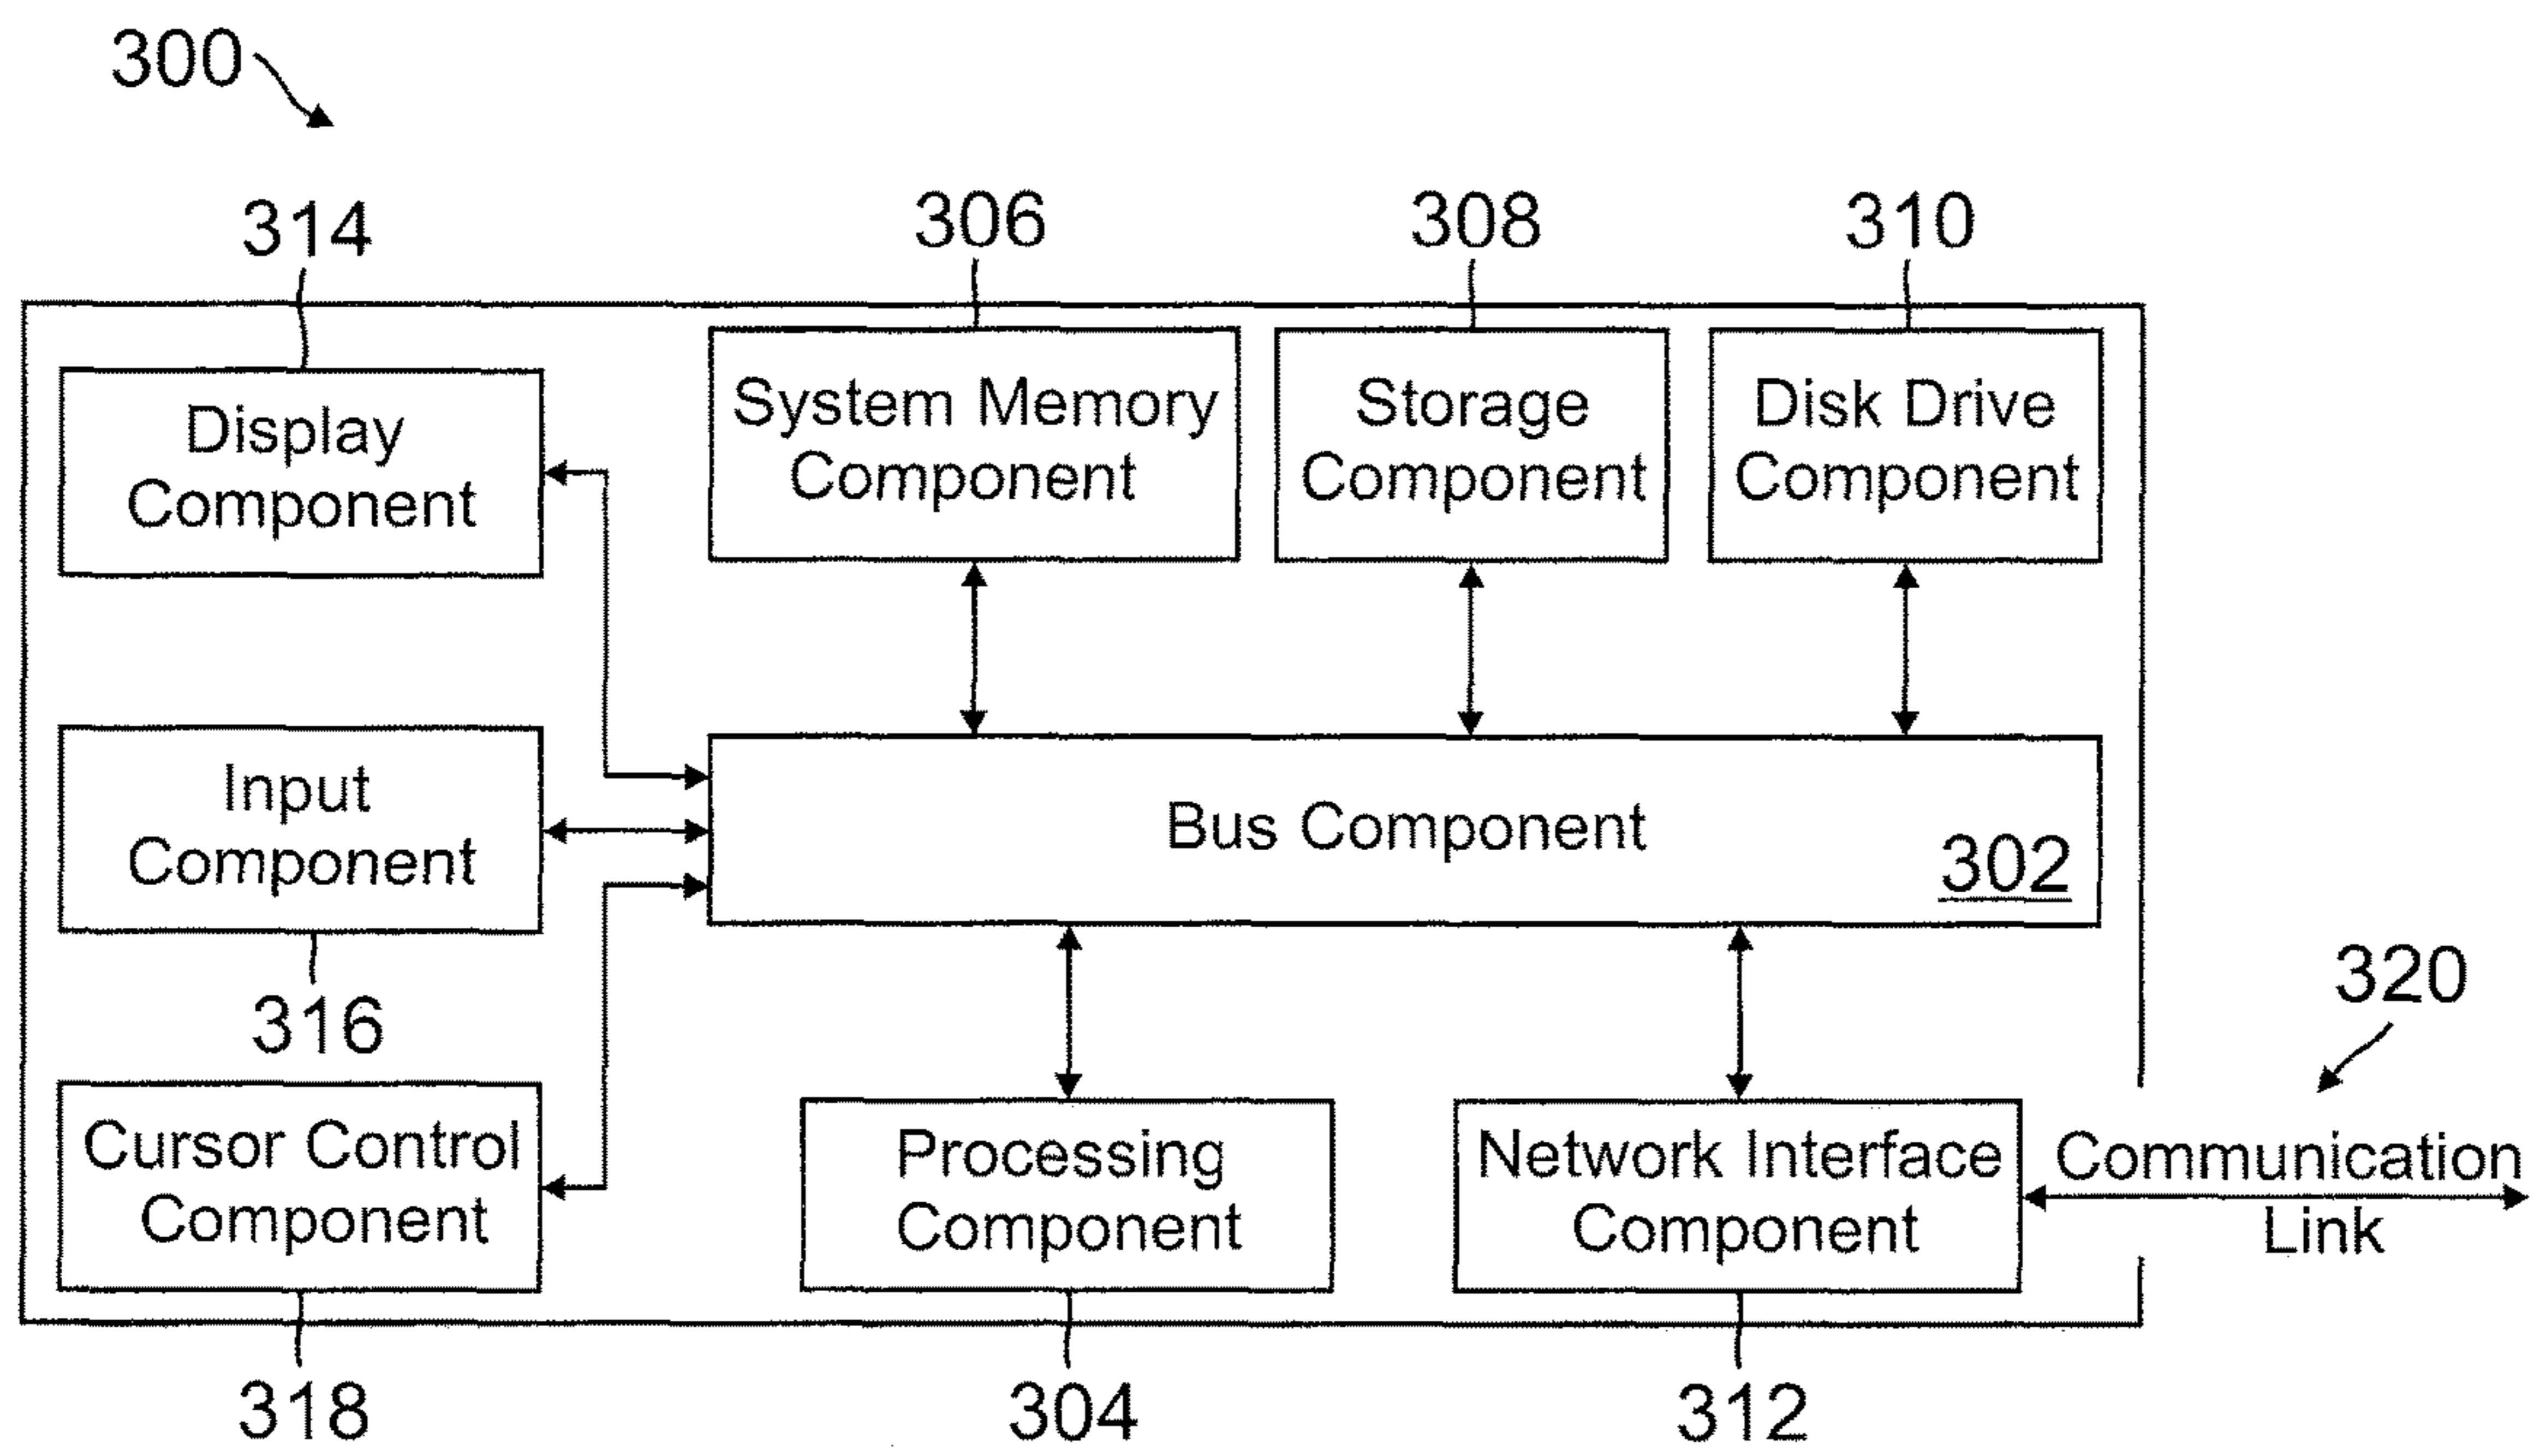 300
314
306
308
310
Display
Component
System Memory
Component
Storage
Component
Disk Drive
Component
Input
Component
316
Bus Component
302
320
Cursor Control
Component
318
Processing
Component
304
Network Interface
Component
312
Communication
Link